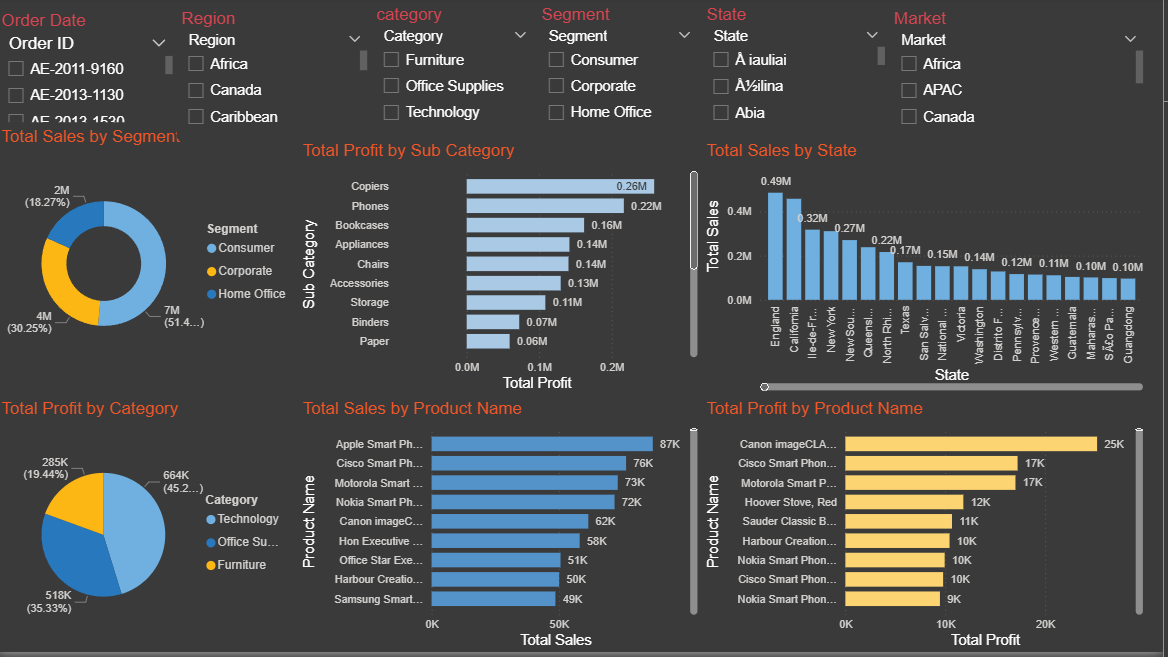 Order Date
Order ID
AE-2011-9160
AE-2013-1130
AE-2013-1530
Region
Region
Africa
Canada
Caribbean
category
Category
Furniture
Office Supplies
Technology
Segment
Segment
Consumer
Corporate
Home Office
State
State
Å iauliai
Å½ilina
Abia
Market
Market
Africa
APAC
Canada
Total Sales by Segment
2M
(18.27%)
4M
(30.25%)
7M
(51.4...)
Segment
Consumer
Corporate
Home Office
Total Profit by Sub Category
Sub Category
Copiers 0.26M
Phones 0.22M
Bookcases 0.16M
Appliances 0.14M
Chairs 0.14M
Accessories 0.13M
Storage 0.11M
Binders 0.07M
Paper 0.06M
0.0M 0.1M 0.2M
Total Profit
Total Sales by State
Total Sales
0.4M
0.2M
0.0M
0.49M 0.32M 0.27M 0.22M 0.17M 0.15M 0.14M 0.12M 0.11M 0.10M 0.10M
England
California
Ile-de-Fr...
New York
New Sou...
Queensl...
North Rhi...
Texas
San Salv...
National ...
Victoria
Washington
Distrito F...
Pennsylv...
Provence...
Western ...
Guatemala
Maharas...
SÃ£o Pa...
Guangdong
State
Total Profit by Category
285K
(19.44%)
664K
(45.2...)
518K
(35.33%)
Category
Technology
Office Su...
Furniture
Total Sales by Product Name
Product Name
Apple Smart Ph... 87K
Cisco Smart Ph... 76K
Motorola Smart ... 73K
Nokia Smart Ph... 72K
Canon imageC... 62K
Hon Executive ... 58K
Office Star Exe... 51K
Harbour Creatio... 50K
Samsung Smart... 49K
0K 50K
Total Sales
Total Profit by Product Name
Product Name
Canon imageCLA... 25K
Cisco Smart Phon... 17K
Motorola Smart P... 17K
Hoover Stove, Red 12K
Sauder Classic B... 11K
Harbour Creation... 10K
Nokia Smart Phon... 10K
Cisco Smart Phon... 10K
Nokia Smart Phon... 9K
0K 10K 20K
Total Profit